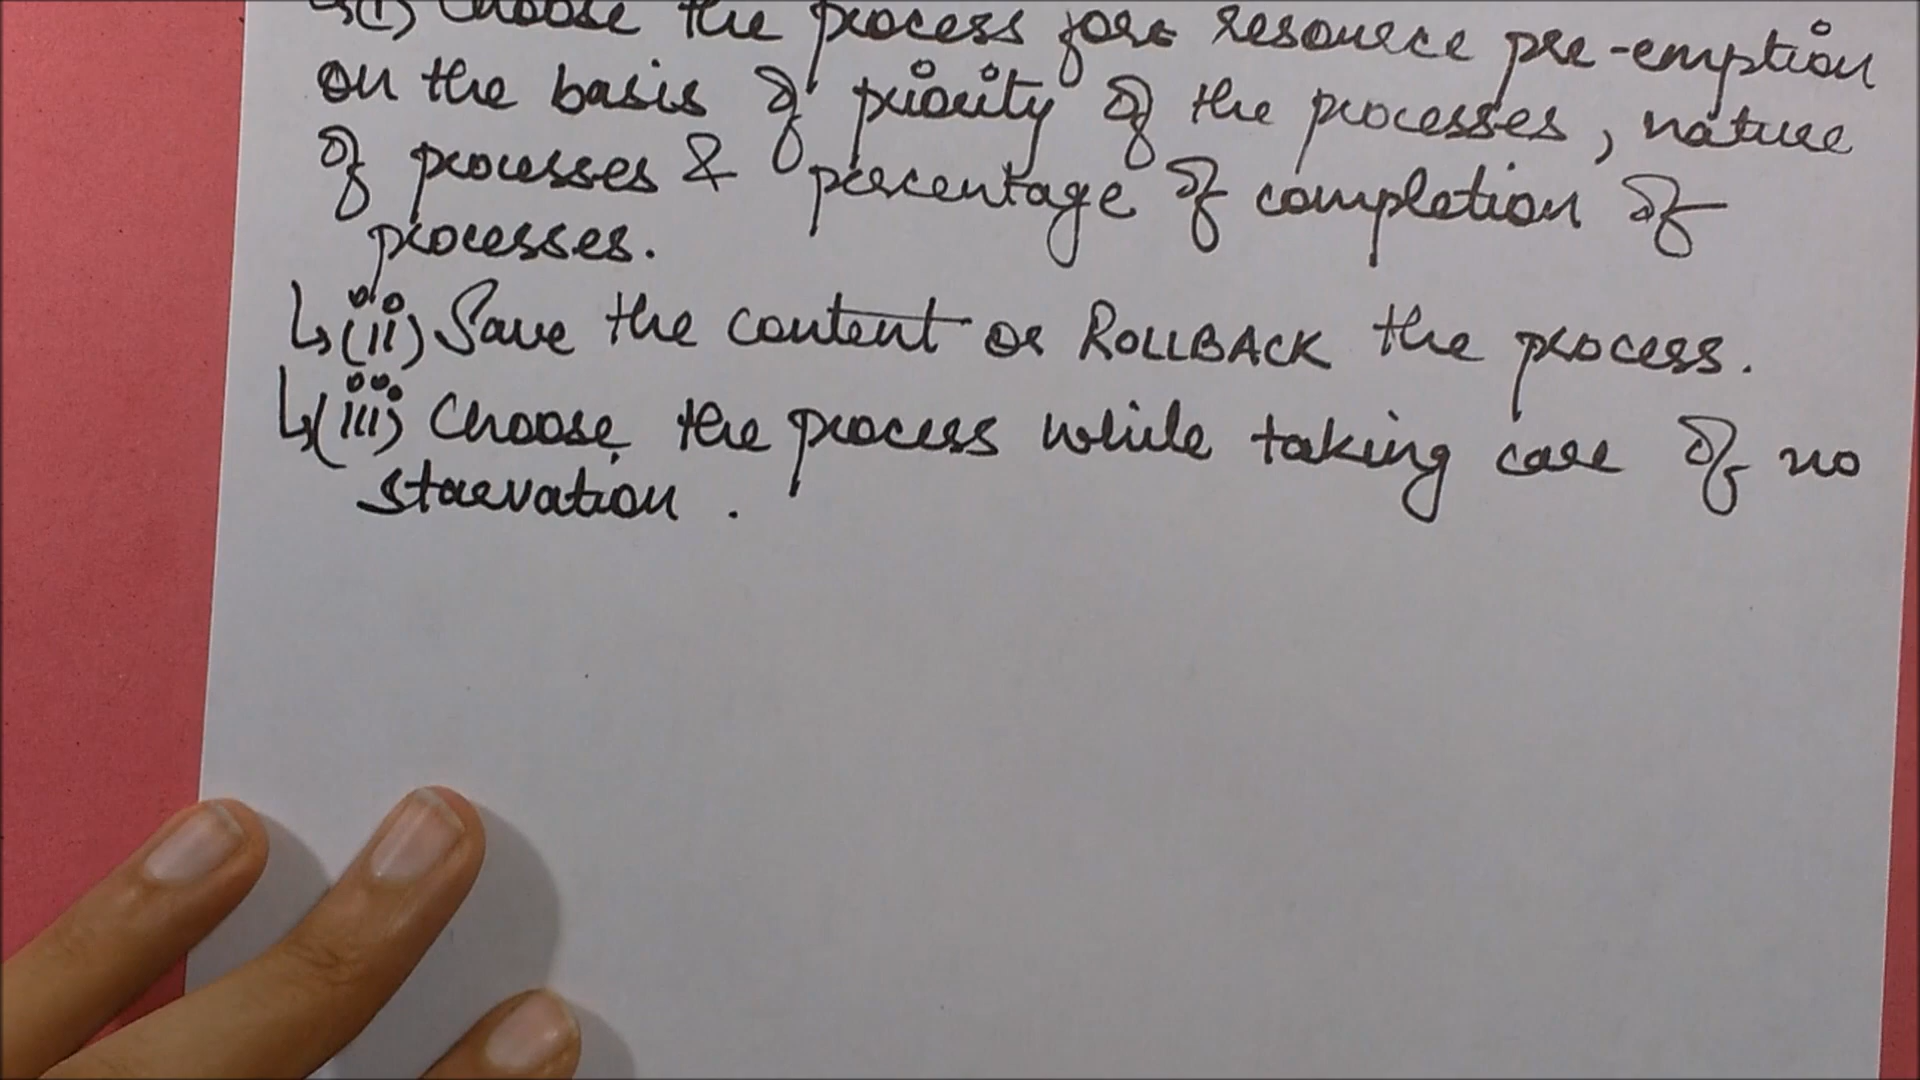 ↳(i) Choose the process for resource pre-emption
on the basis of priority of the processes, nature
of processes & percentage of completion of
processes.
↳(ii) Save the content or ROLLBACK the process.
↳(iii) Choose the process while taking care of no
starvation.